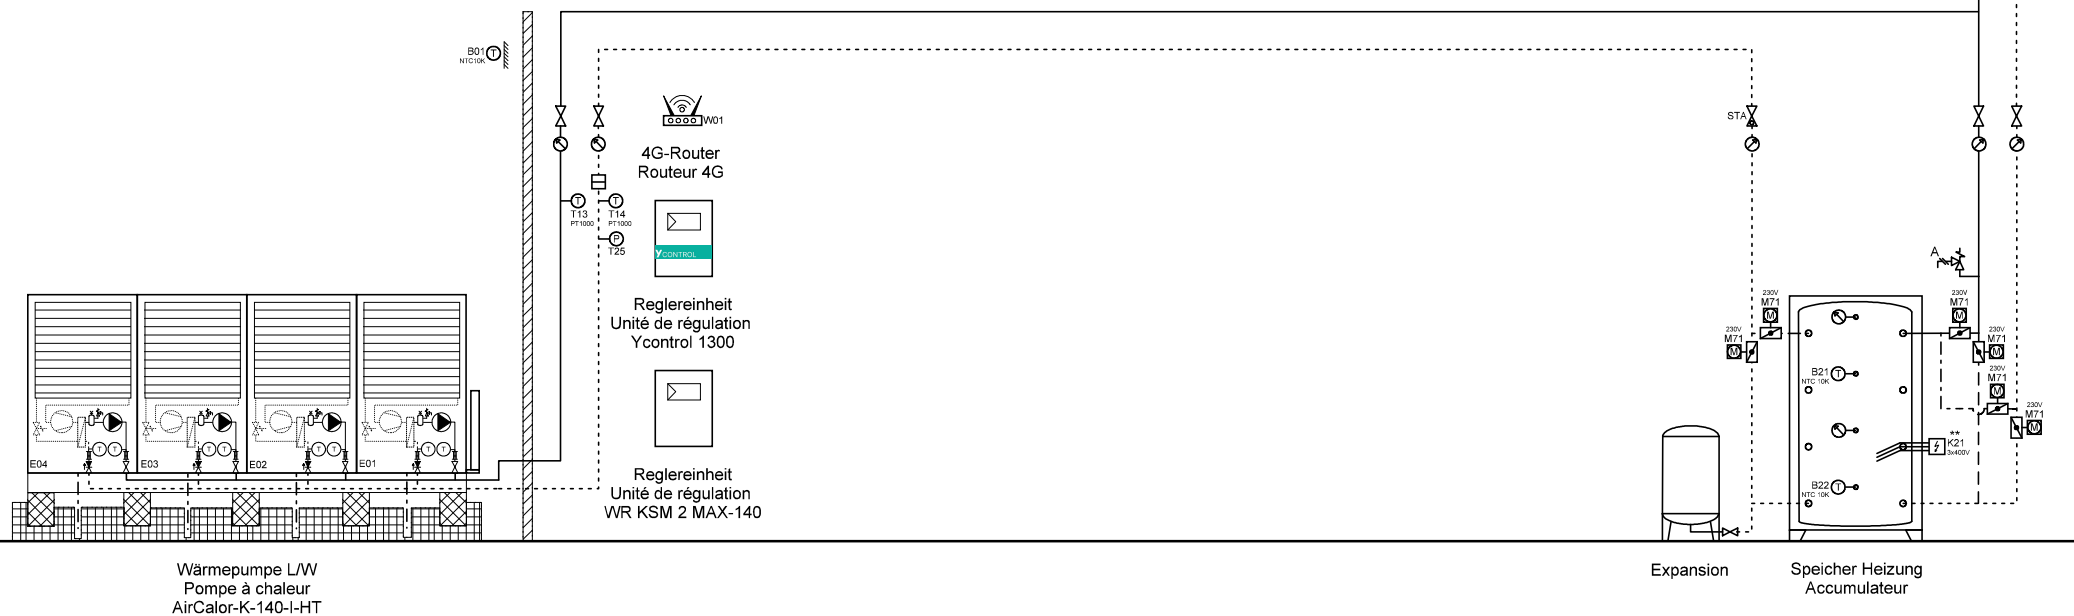 B01
T
NTC10K
W01
4G-Router
Routeur 4G
STA
T
T13
PT1000
T
T14
PT1000
P
T25
YCONTROL
Reglereinheit
Unité de régulation
Ycontrol 1300
Reglereinheit
Unité de régulation
WR KSM 2 MAX-140
A
230V
M71
M
230V
M71
M
230V
M71
M
230V
M71
M
230V
M71
M
230V
M71
M
B21
NTC 10K
T
**
K21
3x400V
B22
NTC 10K
T
T T
T T
T T
T T
E04
E03
E02
E01
Wärmepumpe L/W
Pompe à chaleur
AirCalor-K-140-I-HT
Expansion
Speicher Heizung
Accumulateur